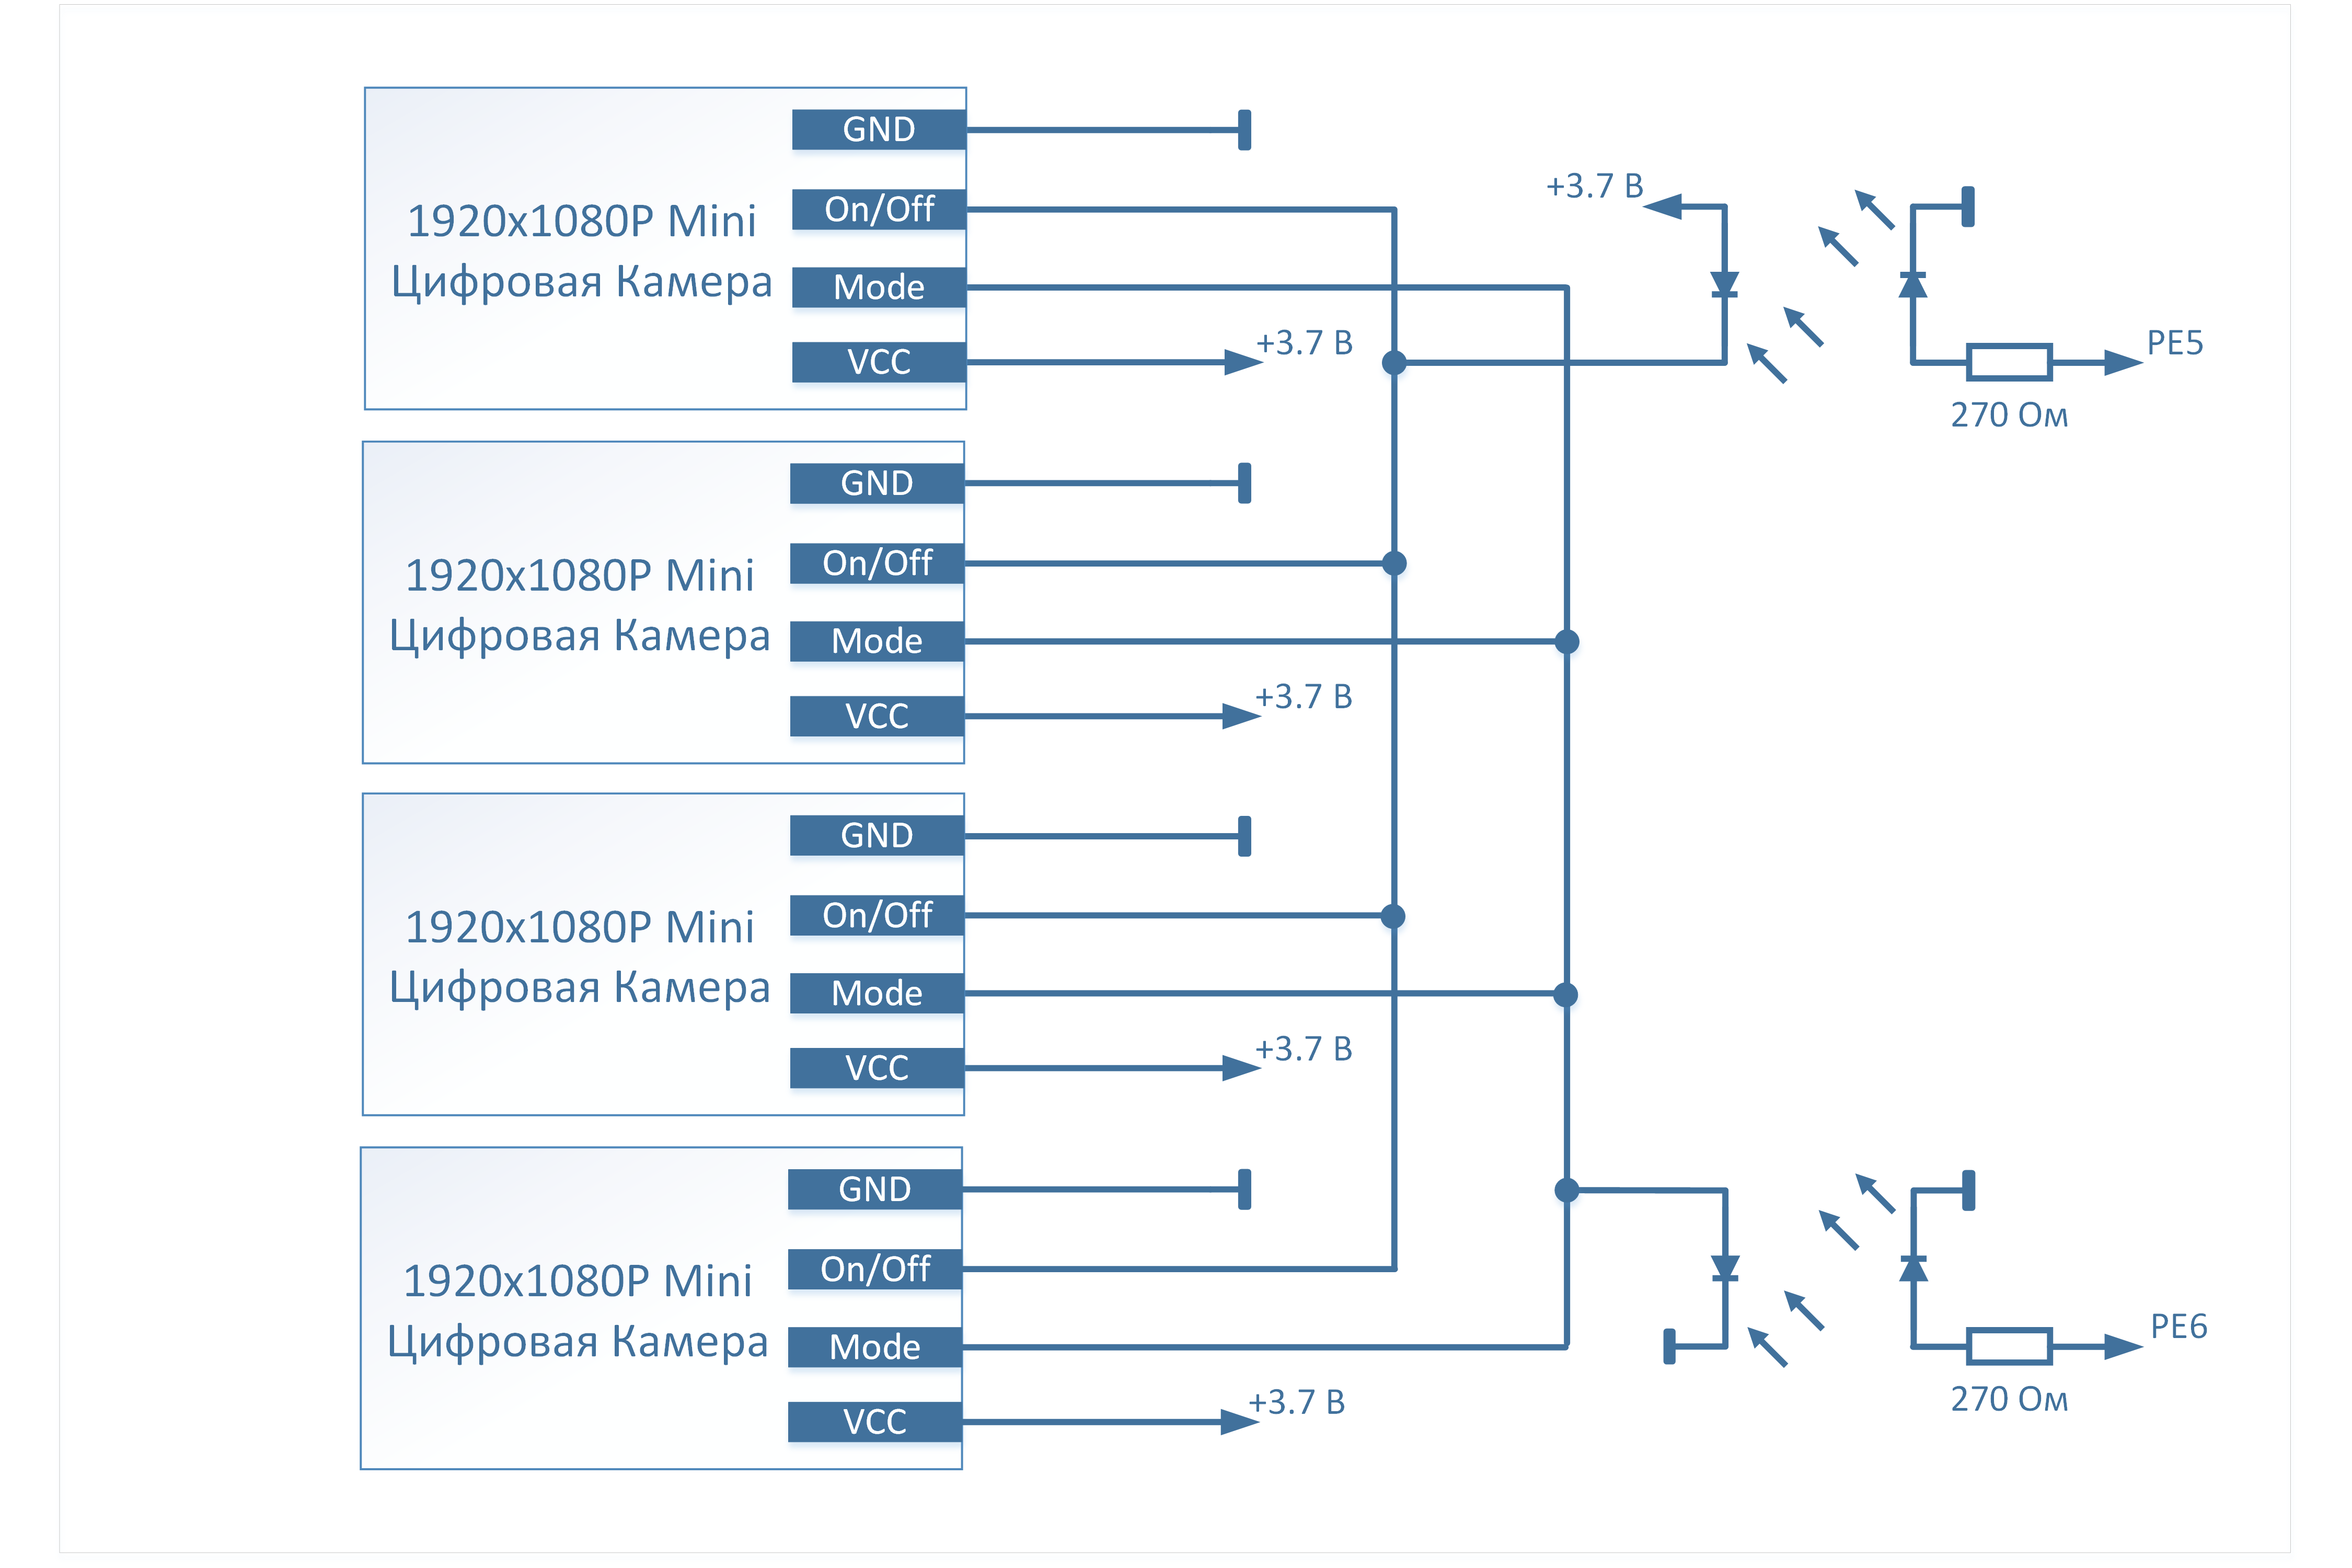 GND
On/Off
1920x1080P Mini
Цифровая Камера
Mode
VCC
+3.7 В
+3.7 В
PE5
270 Ом
GND
On/Off
1920x1080P Mini
Цифровая Камера
Mode
VCC
+3.7 В
GND
On/Off
1920x1080P Mini
Цифровая Камера
Mode
VCC
+3.7 В
GND
On/Off
1920x1080P Mini
Цифровая Камера
Mode
VCC
+3.7 В
PE6
270 Ом